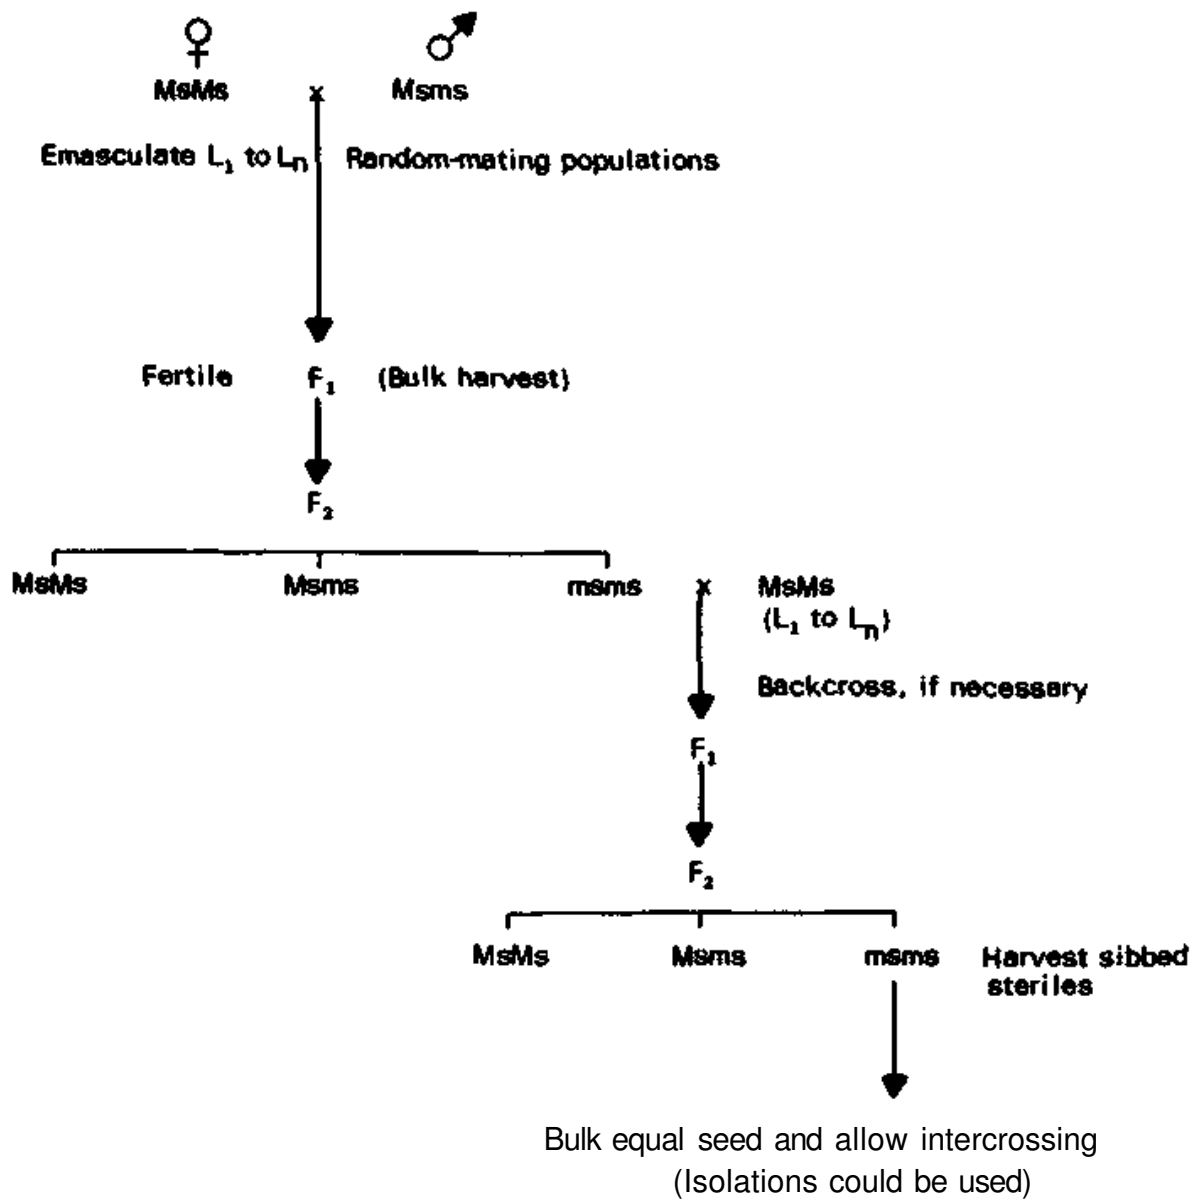 ♀ ♂
MsMs x Msms
Emasculate L₁ to Ln Random-mating populations
Fertile F₁ (Bulk harvest)
F₂
MsMs Msms msms x MsMs
(L₁ to Ln)
Backcross, if necessary
F₁
F₂
MsMs Msms msms Harvest sibbed
steriles
Bulk equal seed and allow intercrossing
(Isolations could be used)